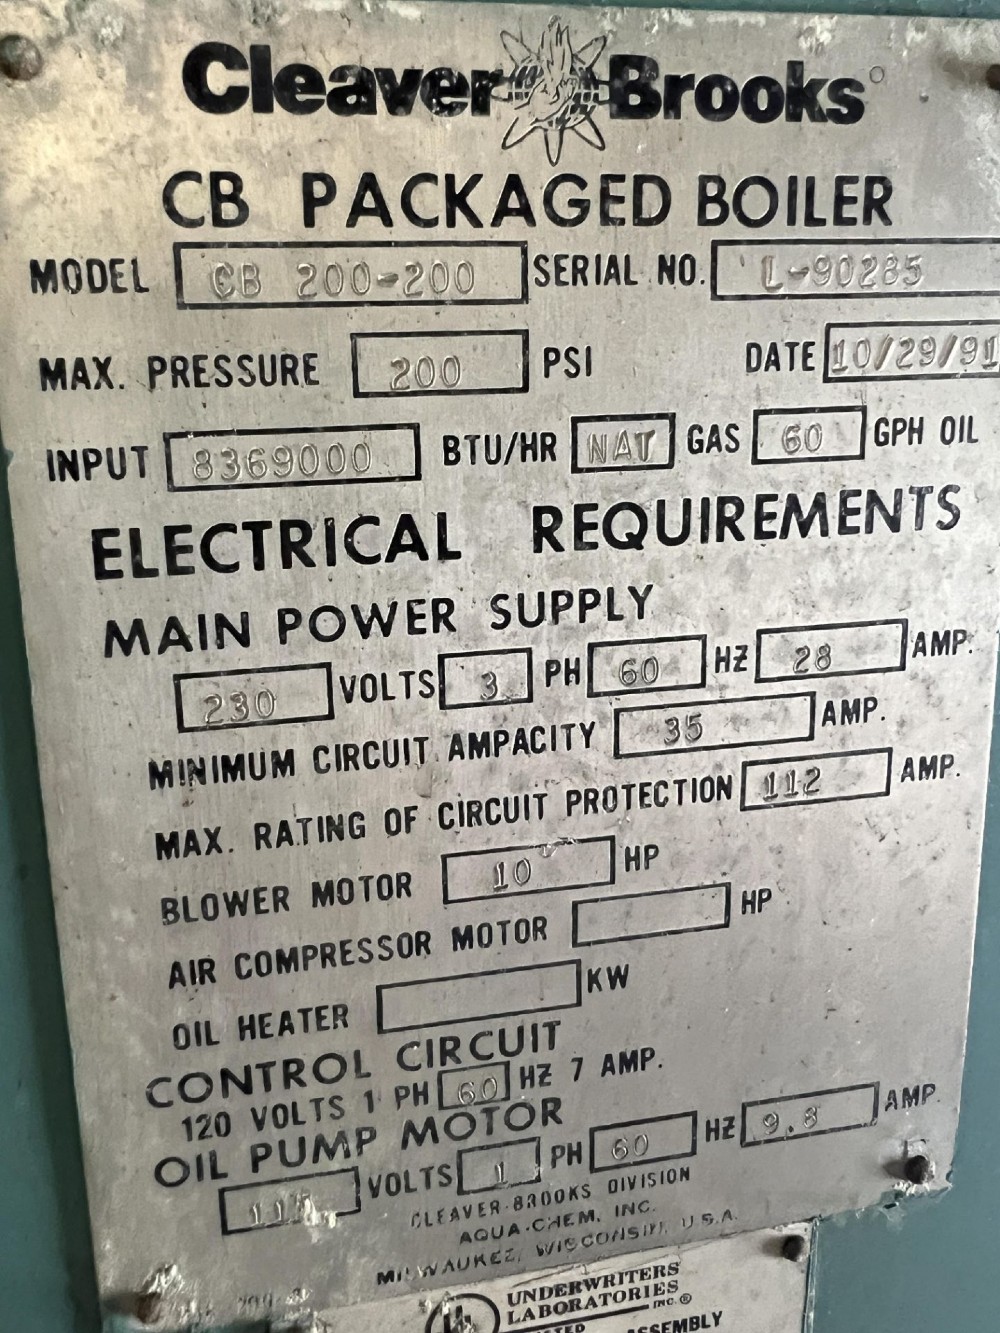 Cleaver Brooks
CB PACKAGED BOILER
MODEL CB 200-200 SERIAL NO. L-90285
MAX. PRESSURE 200 PSI DATE 10/29/91
INPUT 8369000 BTU/HR NAT GAS 60 GPH OIL
ELECTRICAL REQUIREMENTS
MAIN POWER SUPPLY
230 VOLTS 3 PH 60 HZ 28 AMP.
MINIMUM CIRCUIT AMPACITY 35 AMP.
MAX. RATING OF CIRCUIT PROTECTION 112 AMP.
BLOWER MOTOR 10 HP
AIR COMPRESSOR MOTOR HP
OIL HEATER KW
CONTROL CIRCUIT
120 VOLTS 1 PH 60 HZ 7 AMP.
OIL PUMP MOTOR
VOLTS 1 PH 60 HZ 9.8 AMP.
CLEAVER-BROOKS DIVISION
AQUA-CHEM, INC.
MILWAUKEE, WISCONSIN, U.S.A.
UL UNDERWRITERS
LABORATORIES
INC.®
ASSEMBLY